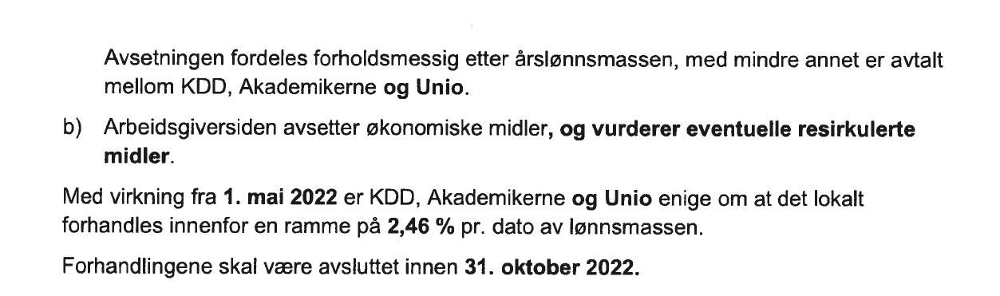 Avsetningen fordeles forholdsmessig etter årslønnsmassen, med mindre annet er avtalt
mellom KDD, Akademikerne og Unio.
b) Arbeidsgiversiden avsetter økonomiske midler, og vurderer eventuelle resirkulerte
midler.
Med virkning fra 1. mai 2022 er KDD, Akademikerne og Unio enige om at det lokalt
forhandles innenfor en ramme på 2,46 % pr. dato av lønnsmassen.
Forhandlingene skal være avsluttet innen 31. oktober 2022.